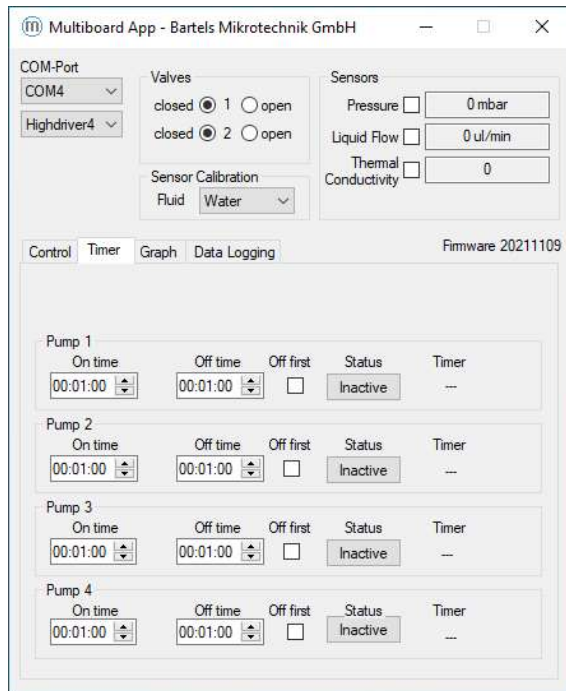 Multiboard App - Bartels Mikrotechnik GmbH
COM-Port
COM4
Highdriver4
Valves
closed 1 open
closed 2 open
Sensor Calibration
Fluid Water
Sensors
Pressure 0 mbar
Liquid Flow 0 ul/min
Thermal
Conductivity 0
Control Timer Graph Data Logging
Firmware 20211109
Pump 1
On time Off time Off first Status Timer
00:01:00 00:01:00 Inactive ---
Pump 2
On time Off time Off first Status Timer
00:01:00 00:01:00 Inactive ---
Pump 3
On time Off time Off first Status Timer
00:01:00 00:01:00 Inactive ---
Pump 4
On time Off time Off first Status Timer
00:01:00 00:01:00 Inactive ---